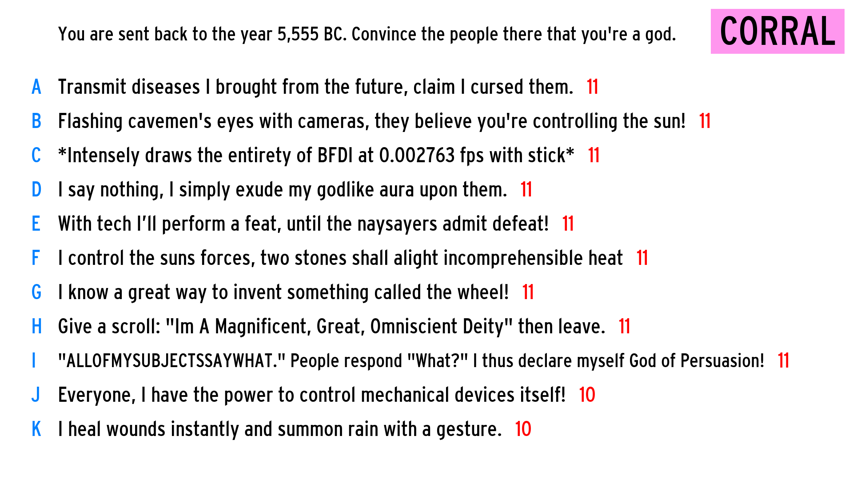 You are sent back to the year 5,555 BC. Convince the people there that you're a god.
CORRAL
A Transmit diseases I brought from the future, claim I cursed them. 11
B Flashing cavemen's eyes with cameras, they believe you're controlling the sun! 11
C *Intensely draws the entirety of BFDI at 0.002763 fps with stick* 11
D I say nothing, I simply exude my godlike aura upon them. 11
E With tech I’ll perform a feat, until the naysayers admit defeat! 11
F I control the suns forces, two stones shall alight incomprehensible heat 11
G I know a great way to invent something called the wheel! 11
H Give a scroll: "Im A Magnificent, Great, Omniscient Deity" then leave. 11
I "ALLOFMYSUBJECTSSAYWHAT." People respond "What?" I thus declare myself God of Persuasion! 11
J Everyone, I have the power to control mechanical devices itself! 10
K I heal wounds instantly and summon rain with a gesture. 10